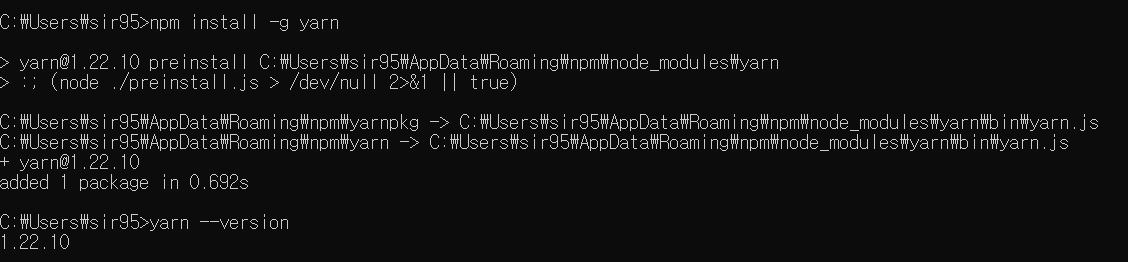 C:₩Users₩sir95>npm install -g yarn
> yarn@1.22.10 preinstall C:₩Users₩sir95₩AppData₩Roaming₩npm₩node_modules₩yarn
> :; (node ./preinstall.js > /dev/null 2>&1 || true)
C:₩Users₩sir95₩AppData₩Roaming₩npm₩yarnpkg -> C:₩Users₩sir95₩AppData₩Roaming₩npm₩node_modules₩yarn₩bin₩yarn.js
C:₩Users₩sir95₩AppData₩Roaming₩npm₩yarn -> C:₩Users₩sir95₩AppData₩Roaming₩npm₩node_modules₩yarn₩bin₩yarn.js
+ yarn@1.22.10
added 1 package in 0.692s
C:₩Users₩sir95>yarn --version
1.22.10